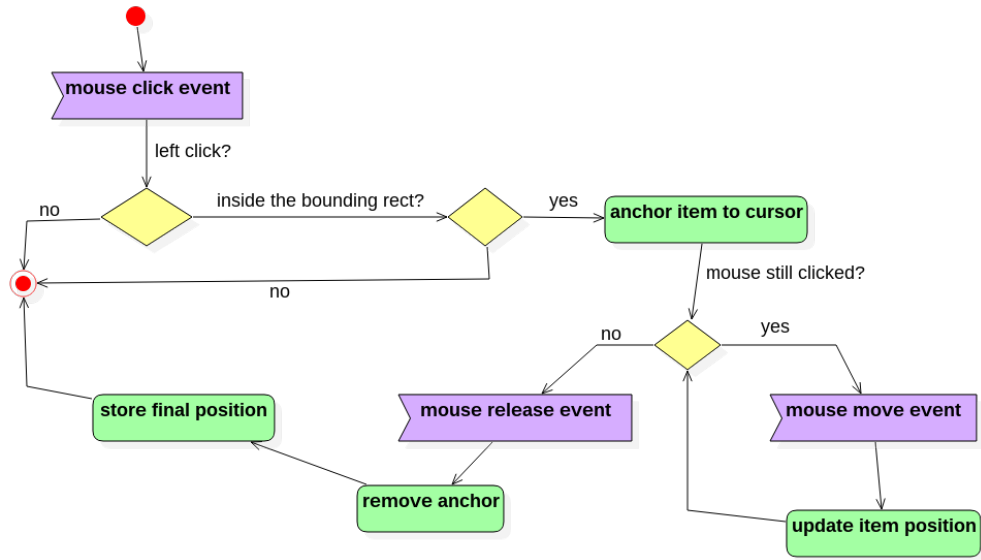 mouse click event
left click?
no
inside the bounding rect?
yes
anchor item to cursor
no
mouse still clicked?
no
yes
store final position
mouse release event
mouse move event
remove anchor
update item position